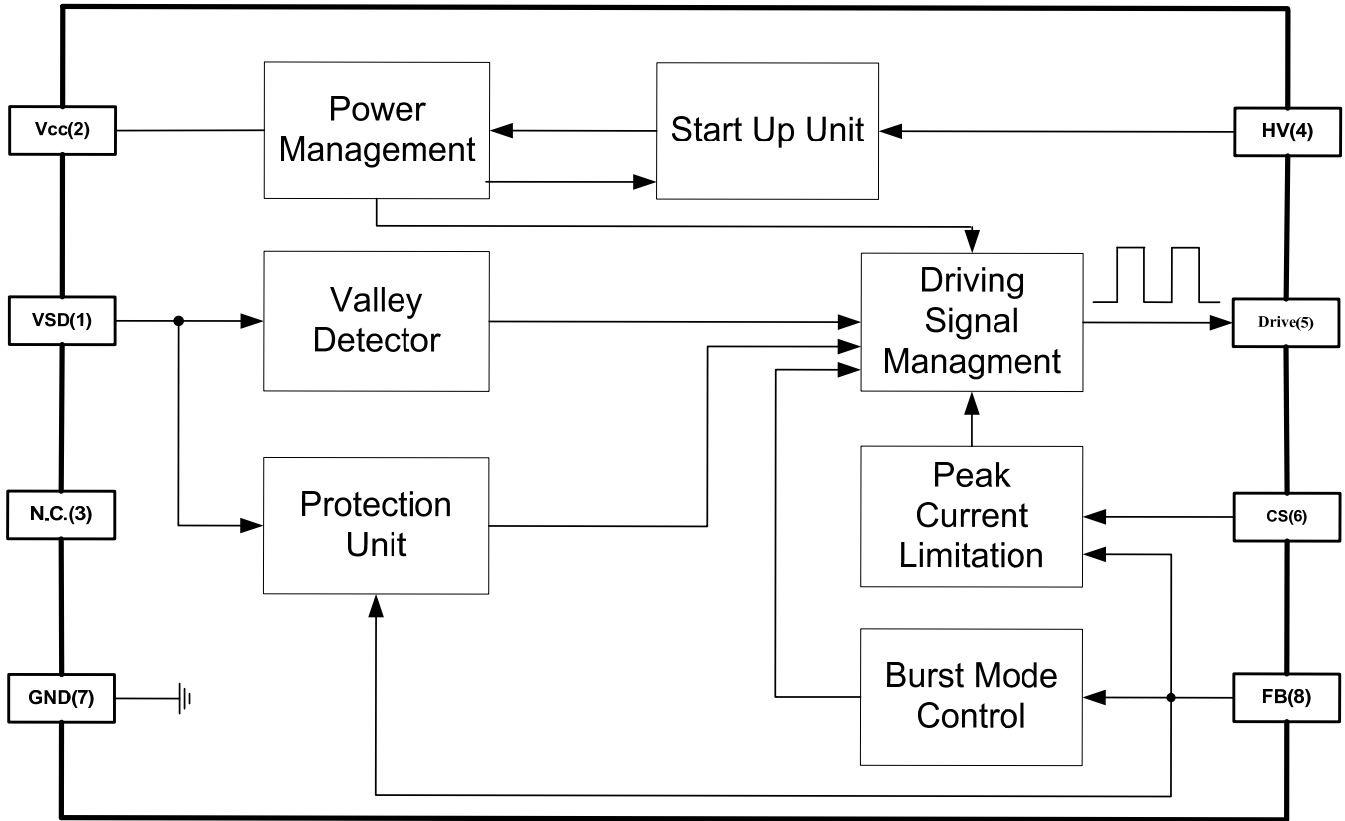 Power
Management
Start Up Unit
Vcc(2)
HV(4)
Valley
Detector
Driving
Signal
Managment
VSD(1)
Drive(5)
Protection
Unit
Peak
Current
Limitation
N.C.(3)
CS(6)
Burst Mode
Control
GND(7)
FB(8)